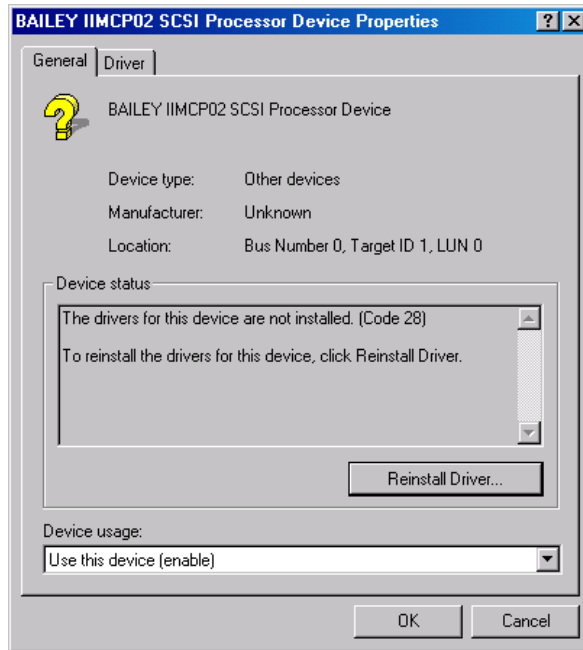 BAILEY IIMCP02 SCSI Processor Device Properties
General
Driver
BAILEY IIMCP02 SCSI Processor Device
Device type: Other devices
Manufacturer: Unknown
Location: Bus Number 0, Target ID 1, LUN 0
Device status
The drivers for this device are not installed. (Code 28)
To reinstall the drivers for this device, click Reinstall Driver.
Reinstall Driver...
Device usage:
Use this device (enable)
OK
Cancel